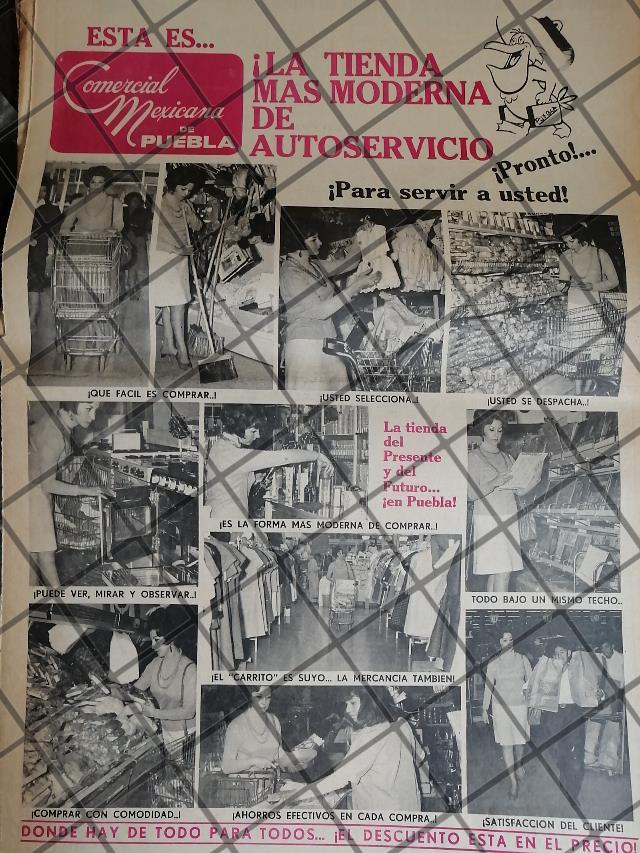 ESTA ES...
Comercial
Mexicana
DE
PUEBLA
¡LA TIENDA
MAS MODERNA
DE
AUTOSERVICIO
PUEBLA
¡Pronto!....
¡Para servir a usted!
¡QUE FACIL ES COMPRAR..!
¡USTED SELECCIONA..!
¡USTED SE DESPACHA..!
La tienda
del
Presente
y del
Futuro...
¡en Puebla!
¡ES LA FORMA MAS MODERNA DE COMPRAR..!
¡PUEDE VER, MIRAR Y OBSERVAR..!
TODO BAJO UN MISMO TECHO..
¡EL "CARRITO" ES SUYO... LA MERCANCIA TAMBIEN!
¡COMPRAR CON COMODIDAD..!
¡AHORROS EFECTIVOS EN CADA COMPRA..!
¡SATISFACCION DEL CLIENTE!
DONDE HAY DE TODO PARA TODOS... ¡EL DESCUENTO ESTA EN EL PRECIO!